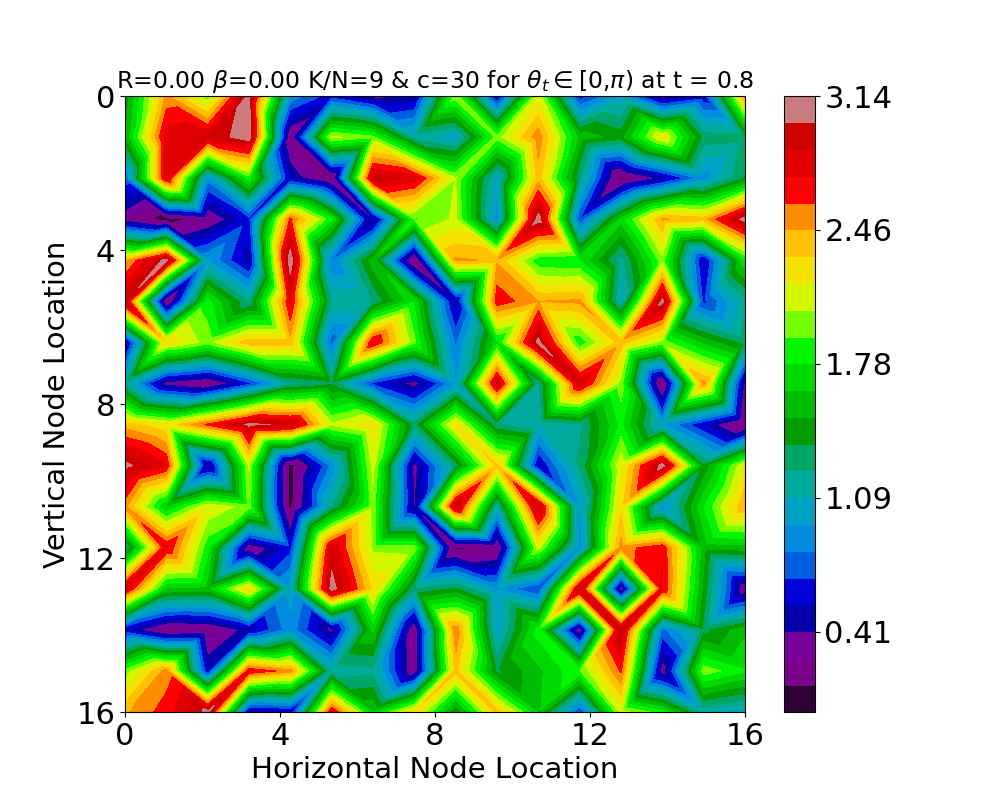 R=0.00 β=0.00 K/N=9 & c=30 for θₜ∈[0,π) at t = 0.8
0
4
8
12
16
Vertical Node Location
0 4 8 12 16
Horizontal Node Location
3.14
2.46
1.78
1.09
0.41